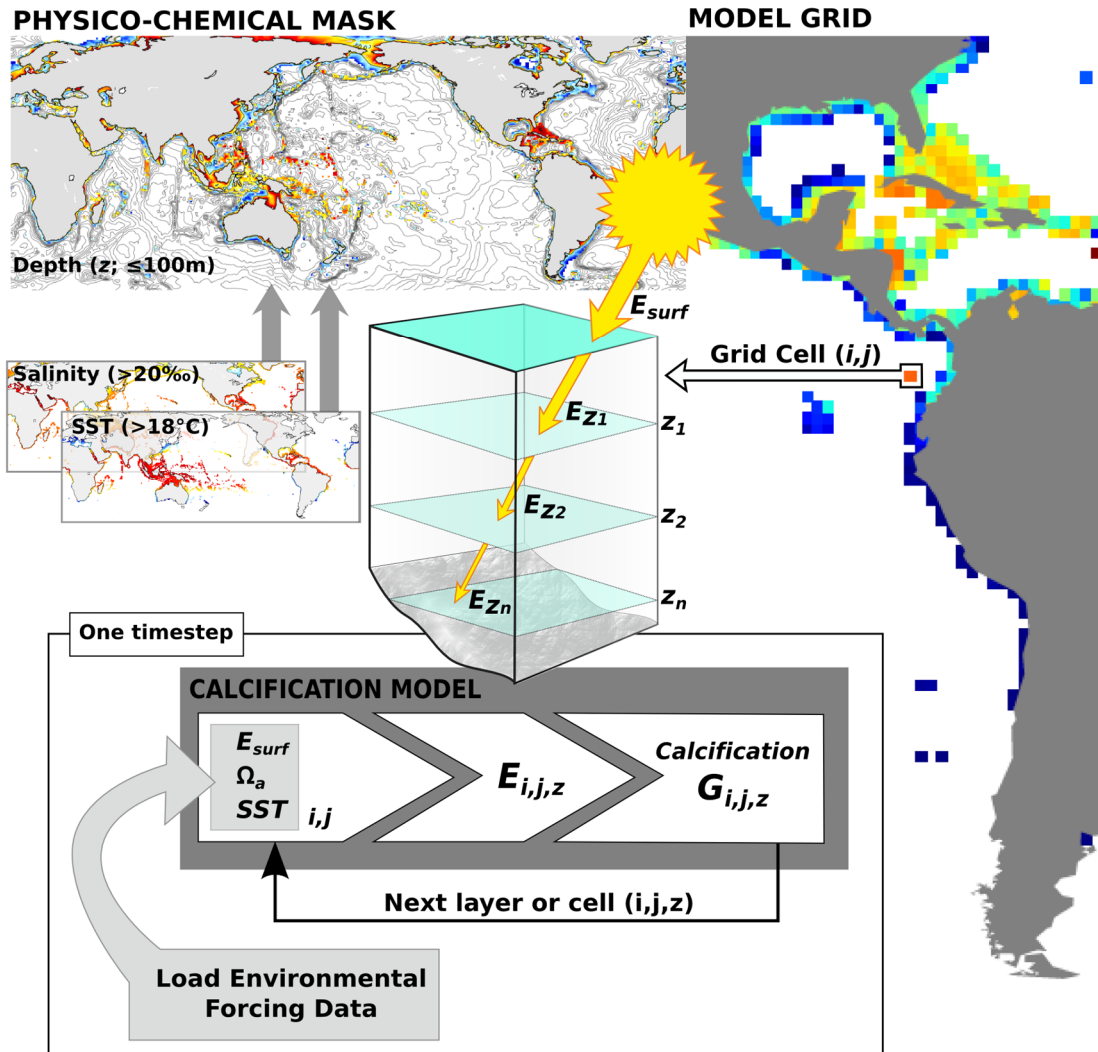 PHYSICO-CHEMICAL MASK
MODEL GRID
Depth (z; ≤100m)
Salinity (>20‰)
SST (>18°C)
E_surf
Grid Cell (i,j)
E_Z1
z_1
E_Z2
z_2
E_Zn
z_n
One timestep
CALCIFICATION MODEL
E_surf
Ω_a
SST
i,j
E_i,j,z
Calcification
G_i,j,z
Next layer or cell (i,j,z)
Load Environmental
Forcing Data